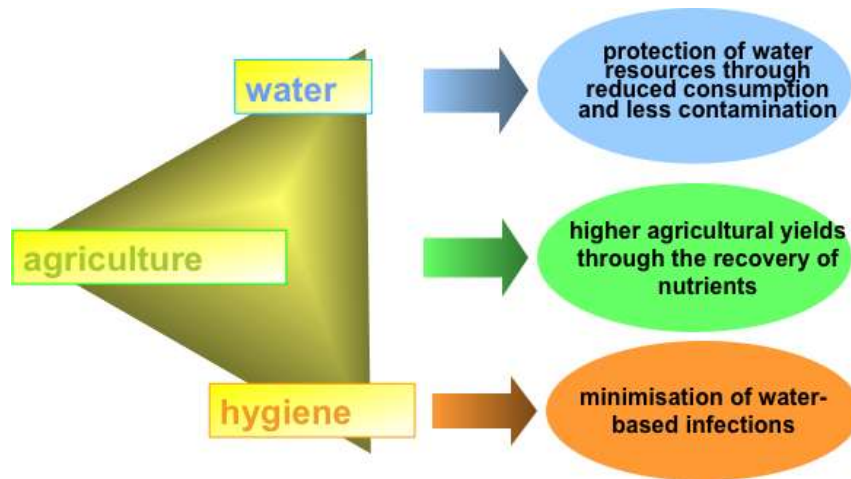 water
protection of water
resources through
reduced consumption
and less contamination
agriculture
higher agricultural yields
through the recovery of
nutrients
hygiene
minimisation of water-
based infections